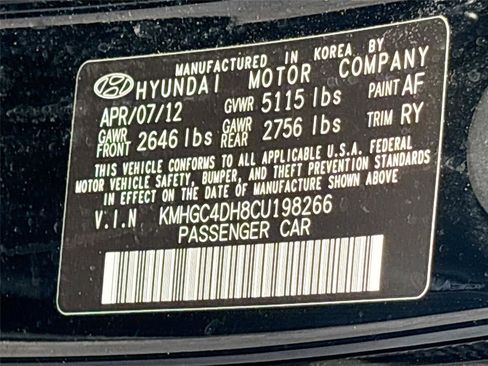 MANUFACTURED IN KOREA BY
HYUNDAI MOTOR COMPANY
APR/07/12 GVWR 5115 lbs PAINT AF
GAWR FRONT 2646 lbs GAWR REAR 2756 lbs TRIM RY
THIS VEHICLE CONFORMS TO ALL APPLICABLE U.S.A. FEDERAL
MOTOR VEHICLE SAFETY, BUMPER, AND THEFT PREVENTION STANDARDS
IN EFFECT ON THE DATE OF MANUFACTURE SHOWN ABOVE
V.I.N KMHGC4DH8CU198266
PASSENGER CAR